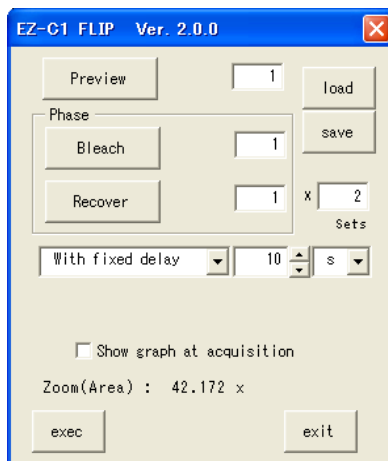 EZ-C1 FLIP Ver. 2.0.0
Preview 1 load
Phase
save
Bleach 1
Recover 1 x 2
Sets
With fixed delay 10 s
Show graph at acquisition
Zoom(Area) : 42.172 x
exec exit